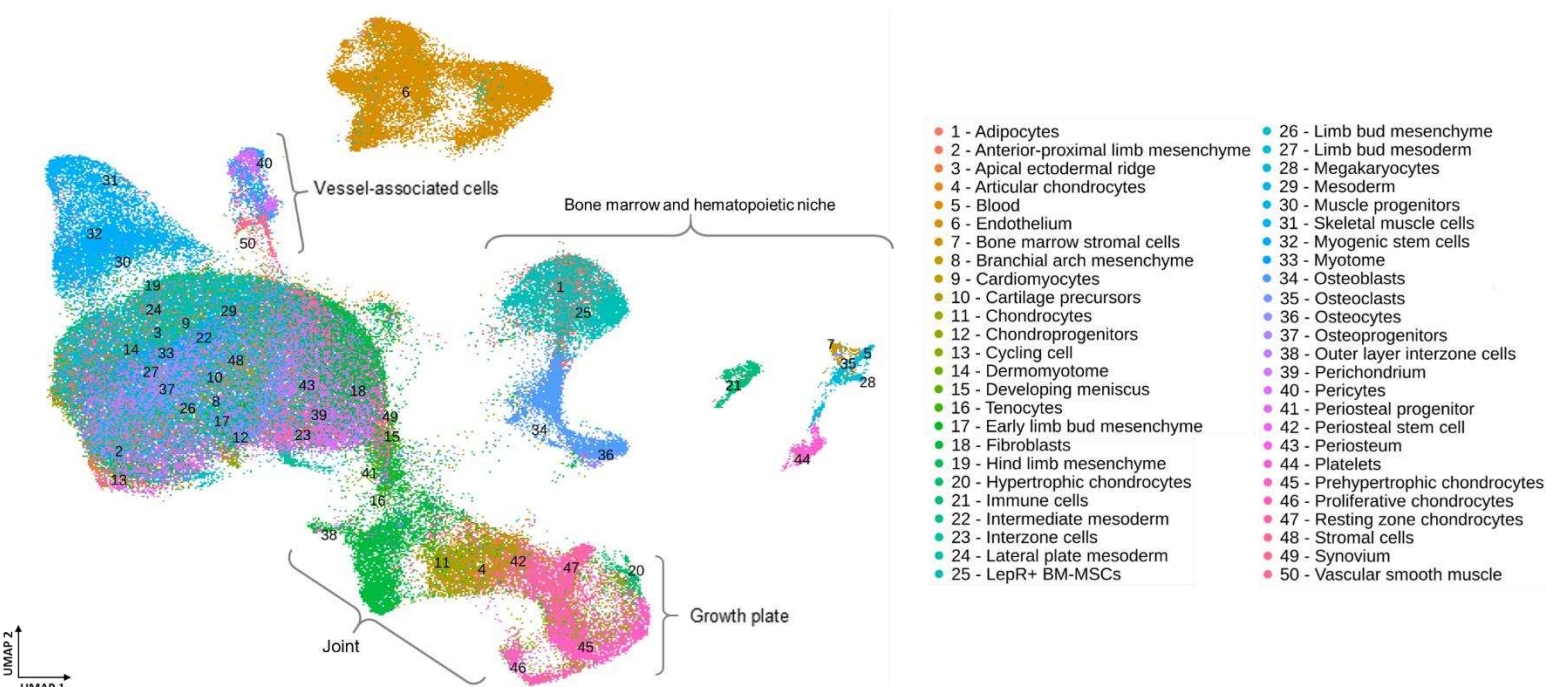 6
31
40
Vessel-associated cells
32
50
30
Bone marrow and hematopoietic niche
19
24
29
9
3
22
14
33
48
27
10
37
43
18
8
26
39
49
17
12
23
15
2
41
13
16
1
25
34
36
7
5
35
28
21
44
38
11
4
42
47
20
Growth plate
45
46
Joint
UMAP 2
UMAP 1
1 - Adipocytes
2 - Anterior-proximal limb mesenchyme
3 - Apical ectodermal ridge
4 - Articular chondrocytes
5 - Blood
6 - Endothelium
7 - Bone marrow stromal cells
8 - Branchial arch mesenchyme
9 - Cardiomyocytes
10 - Cartilage precursors
11 - Chondrocytes
12 - Chondroprogenitors
13 - Cycling cell
14 - Dermomyotome
15 - Developing meniscus
16 - Tenocytes
17 - Early limb bud mesenchyme
18 - Fibroblasts
19 - Hind limb mesenchyme
20 - Hypertrophic chondrocytes
21 - Immune cells
22 - Intermediate mesoderm
23 - Interzone cells
24 - Lateral plate mesoderm
25 - LepR+ BM-MSCs
26 - Limb bud mesenchyme
27 - Limb bud mesoderm
28 - Megakaryocytes
29 - Mesoderm
30 - Muscle progenitors
31 - Skeletal muscle cells
32 - Myogenic stem cells
33 - Myotome
34 - Osteoblasts
35 - Osteoclasts
36 - Osteocytes
37 - Osteoprogenitors
38 - Outer layer interzone cells
39 - Perichondrium
40 - Pericytes
41 - Periosteal progenitor
42 - Periosteal stem cell
43 - Periosteum
44 - Platelets
45 - Prehypertrophic chondrocytes
46 - Proliferative chondrocytes
47 - Resting zone chondrocytes
48 - Stromal cells
49 - Synovium
50 - Vascular smooth muscle